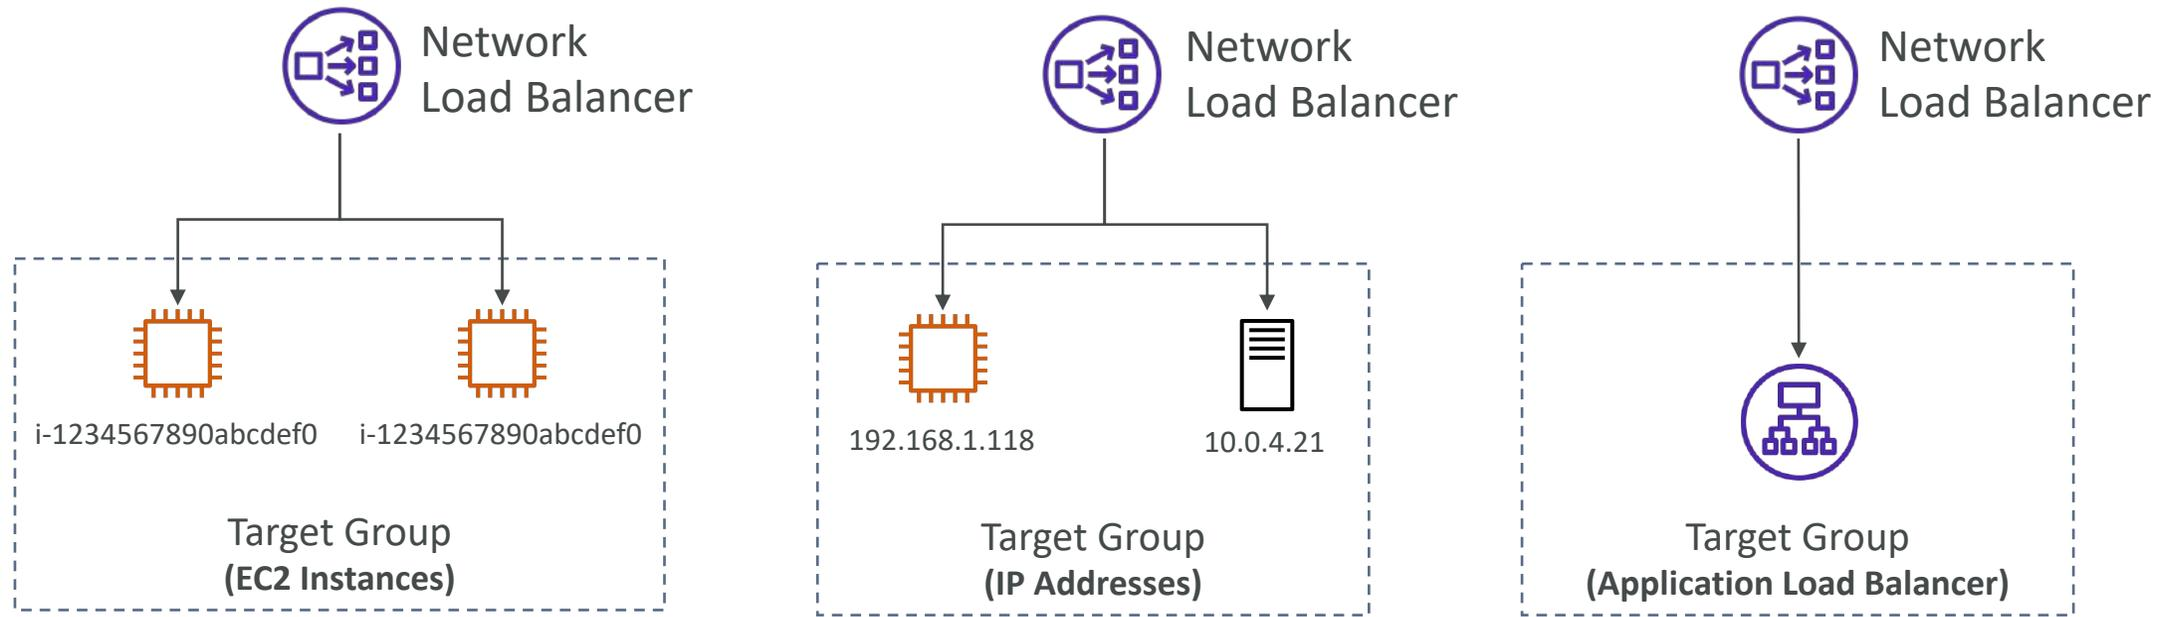 Network
Load Balancer
i-1234567890abcdef0
i-1234567890abcdef0
Target Group
(EC2 Instances)
Network
Load Balancer
192.168.1.118
10.0.4.21
Target Group
(IP Addresses)
Network
Load Balancer
Target Group
(Application Load Balancer)